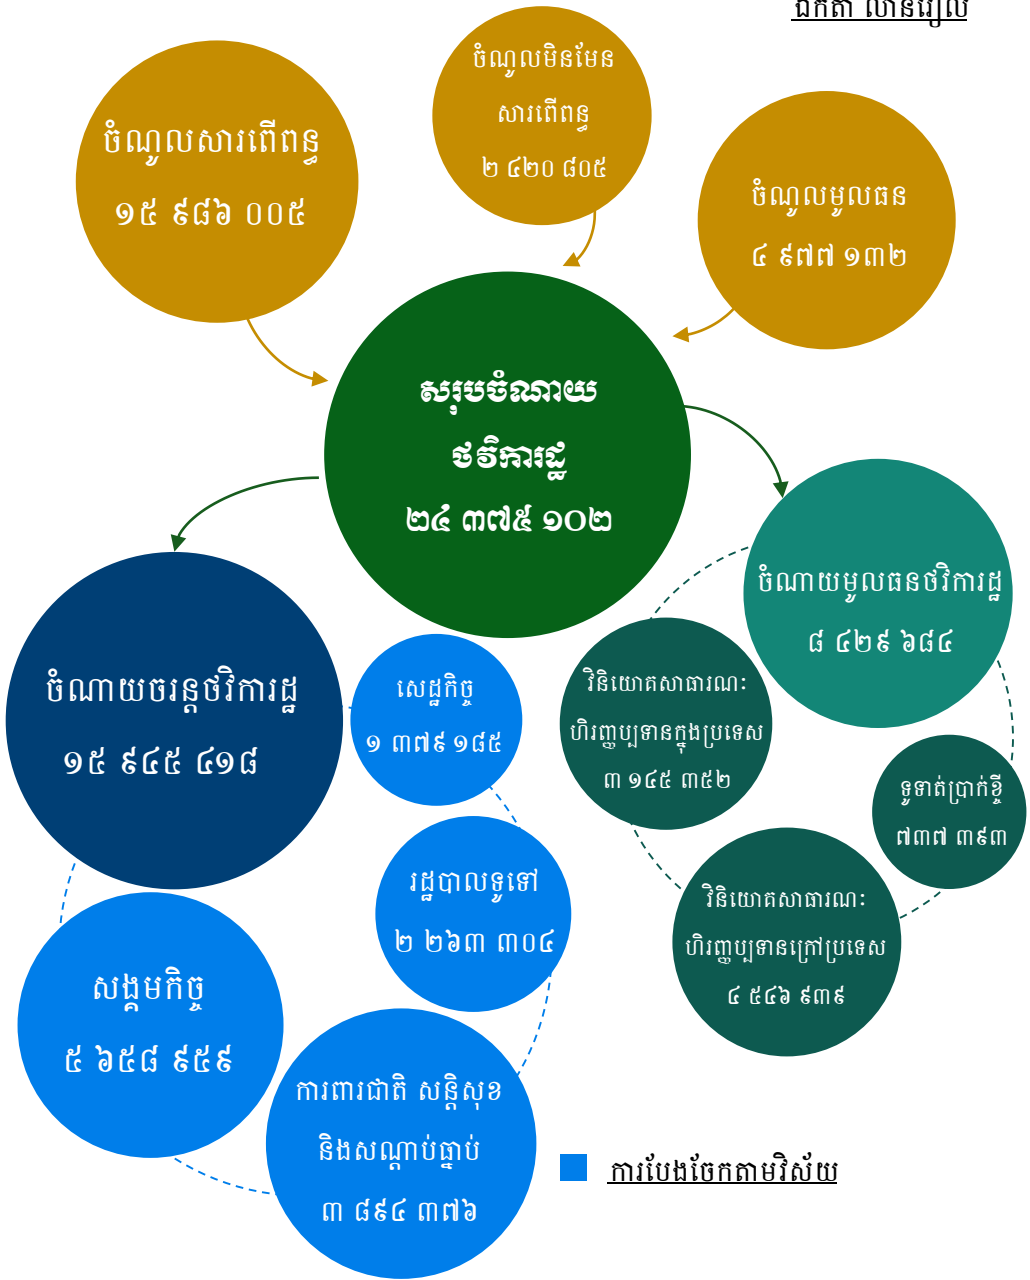 ឯកតា លានរៀល
ចំណូលមិនមែន
សារពើពន្ធ
២ ៤២០ ៨០៥
ចំណូលសារពើពន្ធ
១៥ ៩៨៦ ០០៥
ចំណូលមូលធន
៤ ៩៧៧ ១៣២
សរុបចំណាយ
ថវិការដ្ឋ
២៤ ៣៧៥ ១០២
ចំណាយមូលធនថវិការដ្ឋ
៨ ៤២៩ ៦៨៤
ចំណាយចរន្តថវិការដ្ឋ
១៥ ៩៤៥ ៤១៨
សេដ្ឋកិច្ច
១ ៣៧៩ ១៨៥
វិនិយោគសាធារណៈ
ហិរញ្ញប្បទានក្នុងប្រទេស
៣ ១៤៥ ៣៥២
ទូទាត់ប្រាក់ខ្ចី
៧៣៧ ៣៩៣
រដ្ឋបាលទូទៅ
២ ២៦៣ ៣០៤
វិនិយោគសាធារណៈ
ហិរញ្ញប្បទានក្រៅប្រទេស
៤ ៥៤៦ ៩៣៩
សង្គមកិច្ច
៥ ៦៥៨ ៩៥៩
ការពារជាតិ សន្តិសុខ
និងសណ្តាប់ធ្នាប់
៣ ៨៩៤ ៣៧៦
ការបែងចែកតាមវិស័យ